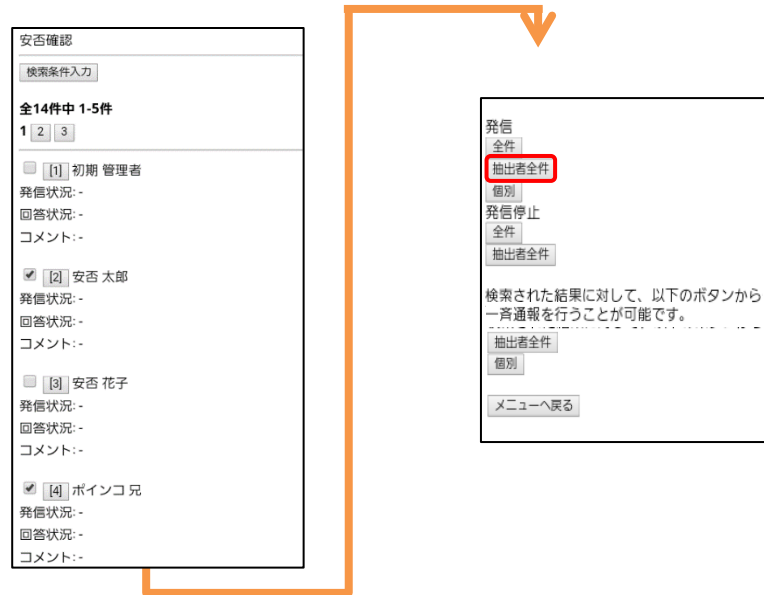 安否確認
検索条件入力
全14件中 1-5件
1 2 3
[1] 初期 管理者
発信状況:-
回答状況:-
コメント:-
[2] 安否 太郎
発信状況:-
回答状況:-
コメント:-
[3] 安否 花子
発信状況:-
回答状況:-
コメント:-
[4] ポインコ 兄
発信状況:-
回答状況:-
コメント:-
発信
全件
抽出者全件
個別
発信停止
全件
抽出者全件
検索された結果に対して、以下のボタンから
一斉通報を行うことが可能です。
抽出者全件
個別
メニューへ戻る